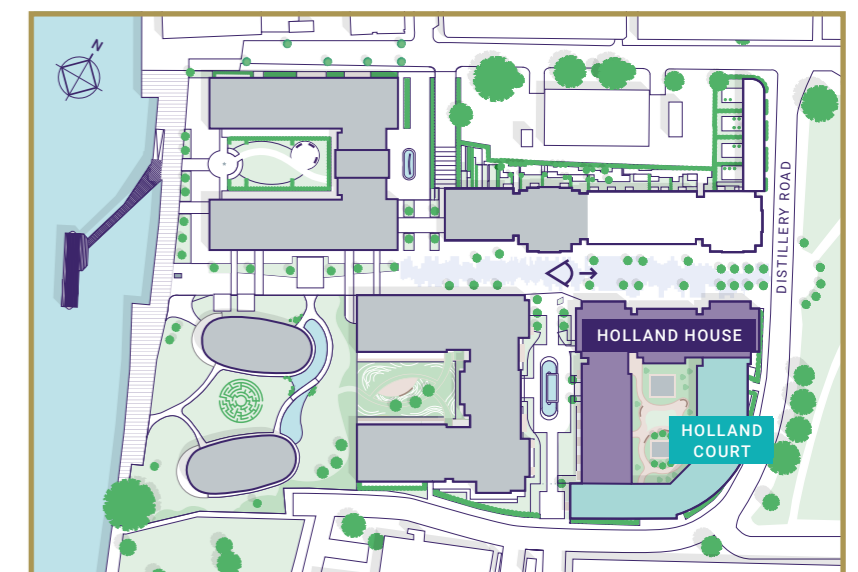 N
DISTILLERY ROAD
HOLLAND HOUSE
HOLLAND
COURT